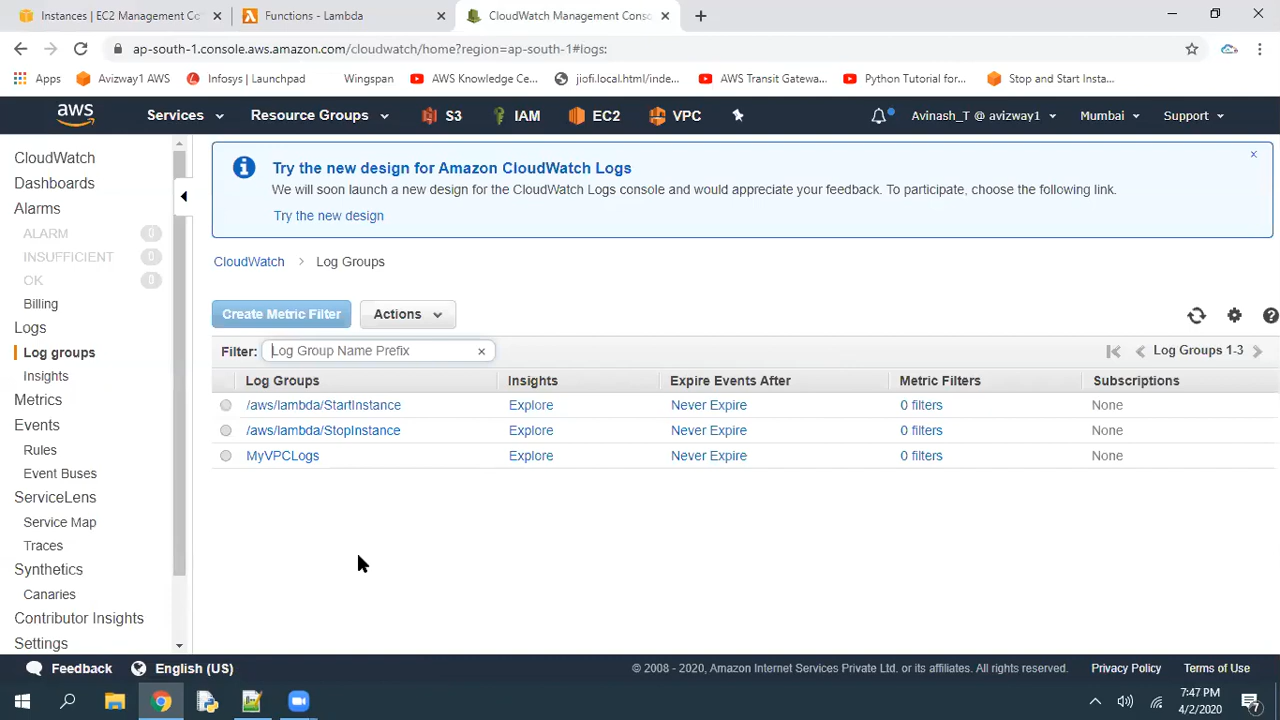 Instances | EC2 Management Co
Functions - Lambda
CloudWatch Management Conso
ap-south-1.console.aws.amazon.com/cloudwatch/home?region=ap-south-1#logs:
Apps
Avizway1 AWS
Infosys | Launchpad
Wingspan
AWS Knowledge Ce...
jiofi.local.html/inde...
AWS Transit Gatewa...
Python Tutorial for...
Stop and Start Insta...
aws
Services
Resource Groups
S3
IAM
EC2
VPC
Avinash_T @ avizway1
Mumbai
Support
CloudWatch
Dashboards
Alarms
ALARM 0
INSUFFICIENT 0
OK 0
Billing
Logs
Log groups
Insights
Metrics
Events
Rules
Event Buses
ServiceLens
Service Map
Traces
Synthetics
Canaries
Contributor Insights
Settings
Try the new design for Amazon CloudWatch Logs
We will soon launch a new design for the CloudWatch Logs console and would appreciate your feedback. To participate, choose the following link.
Try the new design
CloudWatch > Log Groups
Create Metric Filter
Actions
Filter: Log Group Name Prefix ×
Log Groups 1-3
Log Groups Insights Expire Events After Metric Filters Subscriptions
/aws/lambda/StartInstance Explore Never Expire 0 filters None
/aws/lambda/StopInstance Explore Never Expire 0 filters None
MyVPCLogs Explore Never Expire 0 filters None
Feedback
English (US)
© 2008 - 2020, Amazon Internet Services Private Ltd. or its affiliates. All rights reserved.
Privacy Policy
Terms of Use
7:47 PM
4/2/2020
7